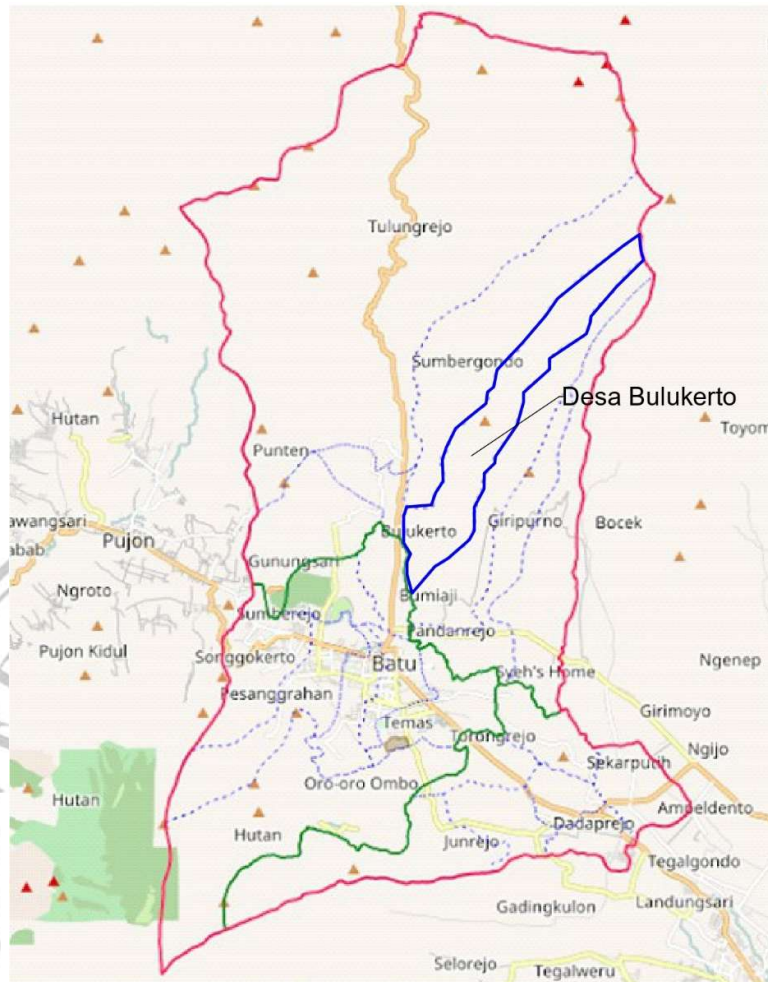 Tulungrejo
Sumbergondo
Desa Bulukerto
Hutan
Toyom
Punten
awangsari
Bulukerto
Giripurno
Bocek
abab
Pujon
Gunungsari
Ngroto
Bumiaji
Sumberejo
Pandanrejo
Pujon Kidul
Songgokerto
Batu
Syeh's Home
Ngenep
Pesanggrahan
Girimoyo
Temas
Torongrejo
Ngijo
Sekarputih
Oro-oro Ombo
Hutan
Ampeldento
Hutan
Dadaprejo
Junrejo
Tegalgondo
Gadingkulon
Landungsari
Selorejo
Tegalweru